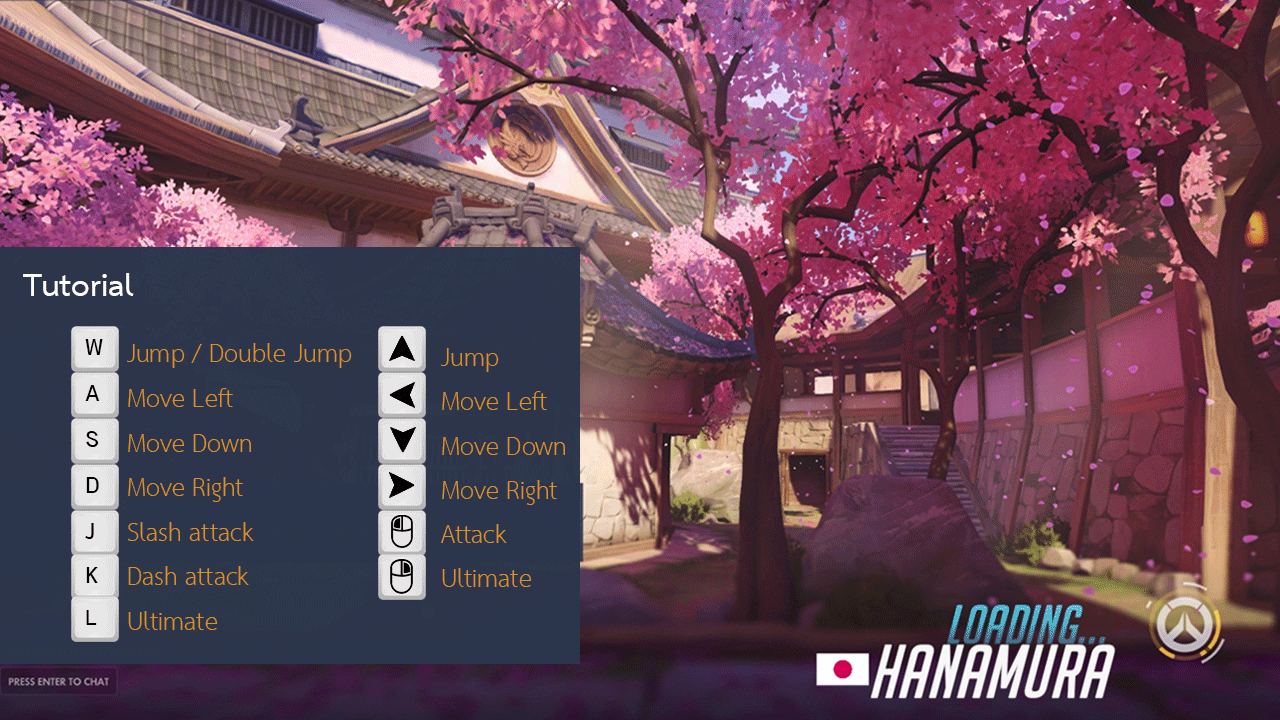 Tutorial
W Jump / Double Jump
A Move Left
S Move Down
D Move Right
J Slash attack
K Dash attack
L Ultimate
Jump
Move Left
Move Down
Move Right
Attack
Ultimate
PRESS ENTER TO CHAT
LOADING...
HANAMURA